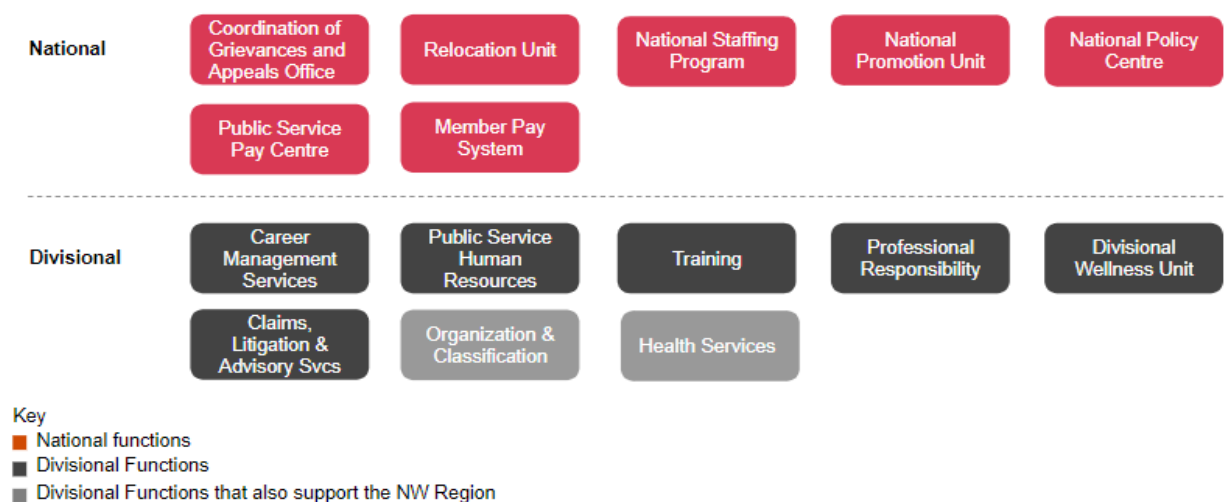 National
Coordination of
Grievances and
Appeals Office
Relocation Unit
National Staffing
Program
National
Promotion Unit
National Policy
Centre
Public Service
Pay Centre
Member Pay
System
Divisional
Career
Management
Services
Public Service
Human
Resources
Training
Professional
Responsibility
Divisional
Wellness Unit
Claims,
Litigation &
Advisory Svcs
Organization &
Classification
Health Services
Key
National functions
Divisional Functions
Divisional Functions that also support the NW Region